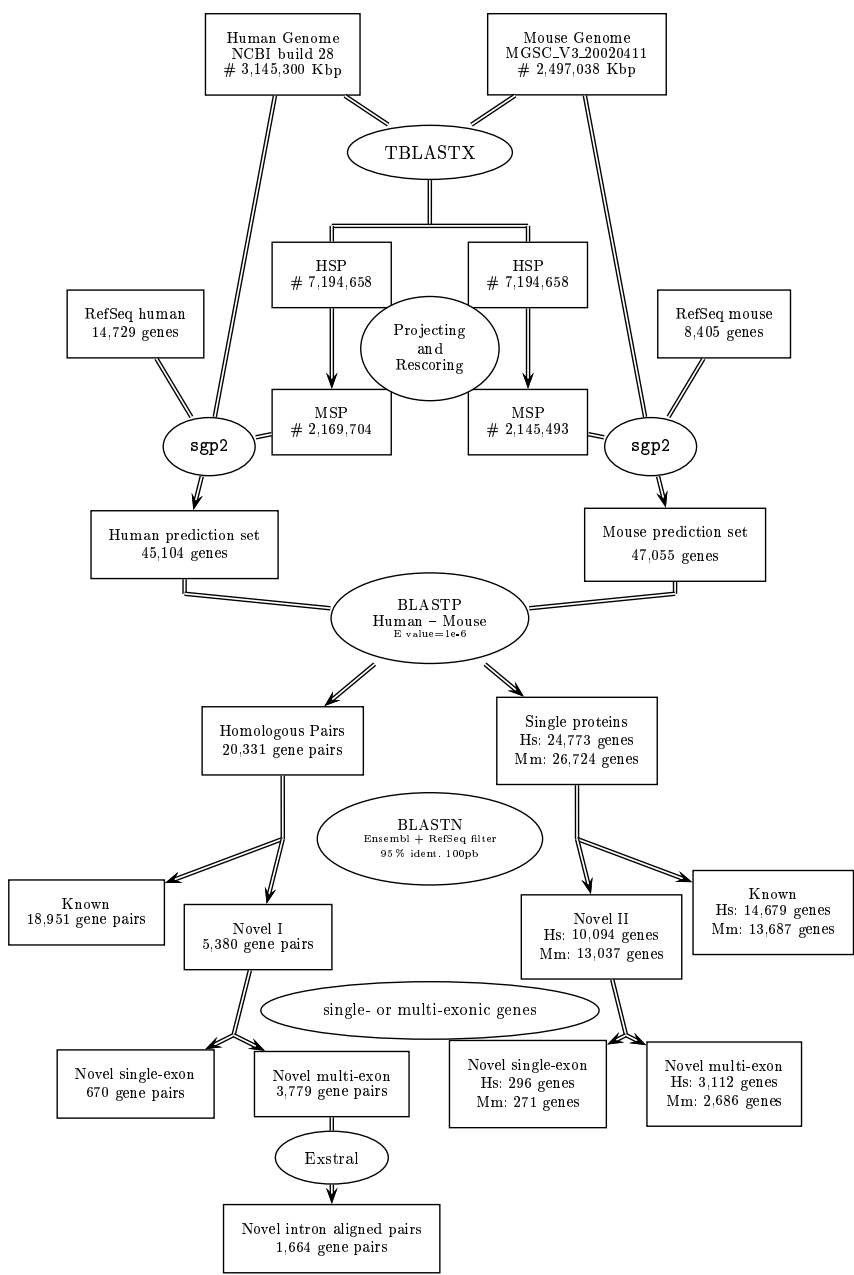 Human Genome
NCBI build 28
# 3,145,300 Kbp
Mouse Genome
MGSC_V3_20020411
# 2,497,038 Kbp
TBLASTX
HSP
# 7,194,658
HSP
# 7,194,658
RefSeq human
14,729 genes
Projecting
and
Rescoring
RefSeq mouse
8,405 genes
MSP
# 2,169,704
MSP
# 2,145,493
sgp2
sgp2
Human prediction set
45,104 genes
Mouse prediction set
47,055 genes
BLASTP
Human – Mouse
E value=1e-6
Homologous Pairs
20,331 gene pairs
Single proteins
Hs: 24,773 genes
Mm: 26,724 genes
BLASTN
Ensembl + RefSeq filter
95% ident. 100pb
Known
18,951 gene pairs
Novel I
5,380 gene pairs
Novel II
Hs: 10,094 genes
Mm: 13,037 genes
Known
Hs: 14,679 genes
Mm: 13,687 genes
single- or multi-exonic genes
Novel single-exon
670 gene pairs
Novel multi-exon
3,779 gene pairs
Novel single-exon
Hs: 296 genes
Mm: 271 genes
Novel multi-exon
Hs: 3,112 genes
Mm: 2,686 genes
Exstral
Novel intron aligned pairs
1,664 gene pairs